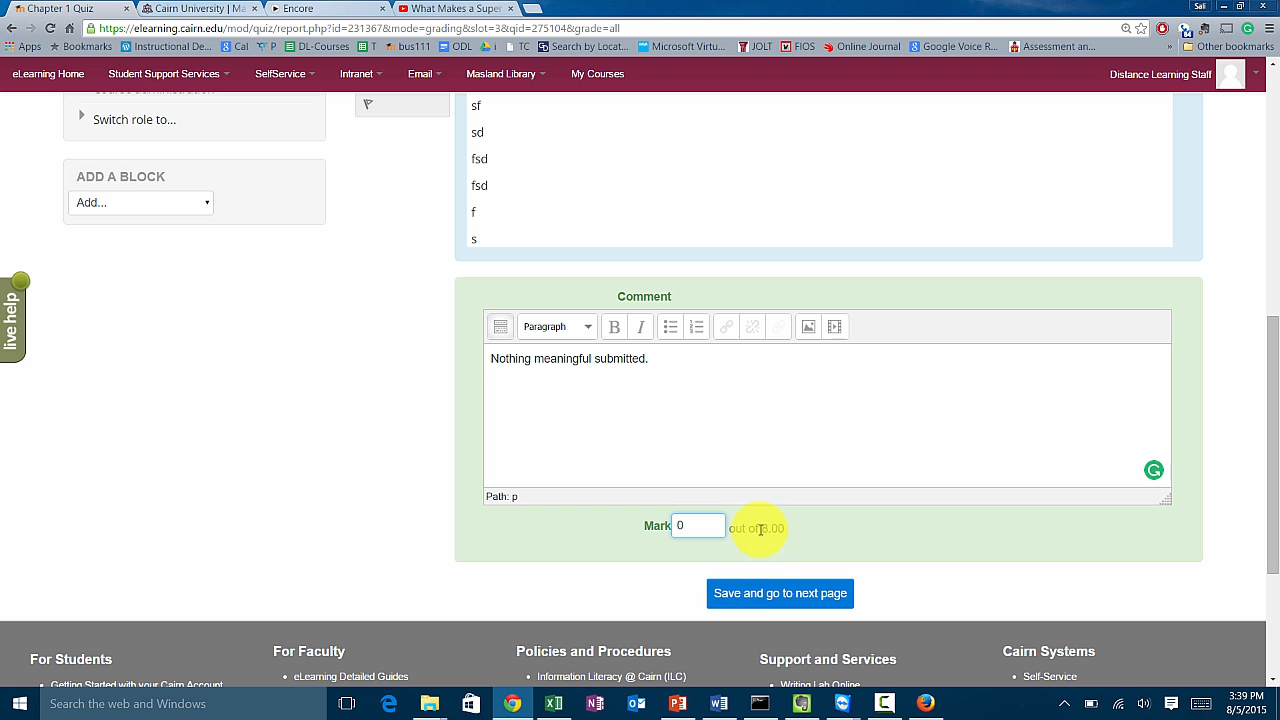 Chapter 1 Quiz
Cairn University | Ma
Encore
What Makes a Super
Sali
https://elearning.cairn.edu/mod/quiz/report.php?id=231367&mode=grading&slot=3&qid=275104&grade=all
Apps Bookmarks Instructional De... Cal P DL-Courses T bus111 ODL i TC Search by Locat... Microsoft Virtu... JOLT FIOS Online Journal Google Voice R... Assessment an... » Other bookmarks
eLearning Home Student Support Services SelfService Intranet Email Masland Library My Courses Distance Learning Staff
Switch role to...
ADD A BLOCK
Add...
live help
sf
sd
fsd
fsd
f
s
Comment
Paragraph B I
Nothing meaningful submitted.
Path: p
Mark 0 out of 3.00
Save and go to next page
For Students
Getting Started with your Cairn Account
For Faculty
eLearning Detailed Guides
Policies and Procedures
Information Literacy @ Cairn (ILC)
Support and Services
Writing Lab Online
Cairn Systems
Self-Service
Search the web and Windows
3:39 PM
8/5/2015